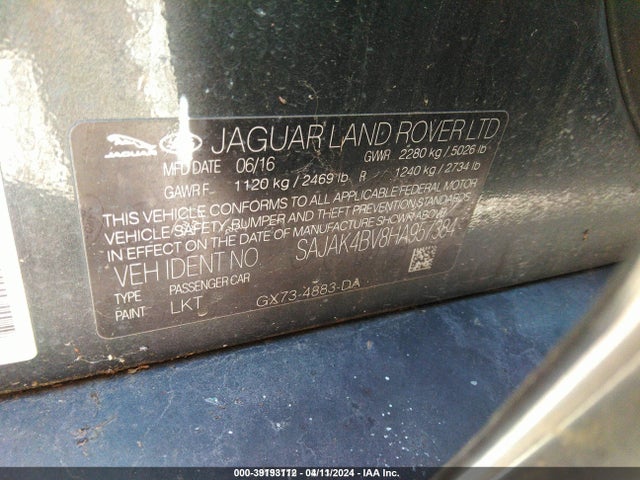 JAGUAR
JAGUAR LAND ROVER LTD
MFD DATE 06/16 GWR 2280 kg / 5026 lb
GAWR F. 1120 kg / 2469 lb R 1240 kg / 2734 lb
THIS VEHICLE CONFORMS TO ALL APPLICABLE FEDERAL MOTOR
VEHICLE SAFETY, BUMPER AND THEFT PREVENTION STANDARDS
IN EFFECT ON THE DATE OF MANUFACTURE SHOWN ABOVE.
VEH IDENT NO. SAJAK4BV8HA957384
TYPE PASSENGER CAR
PAINT LKT GX73-4883-DA
000-39193112 - 04/11/2024 - IAA Inc.